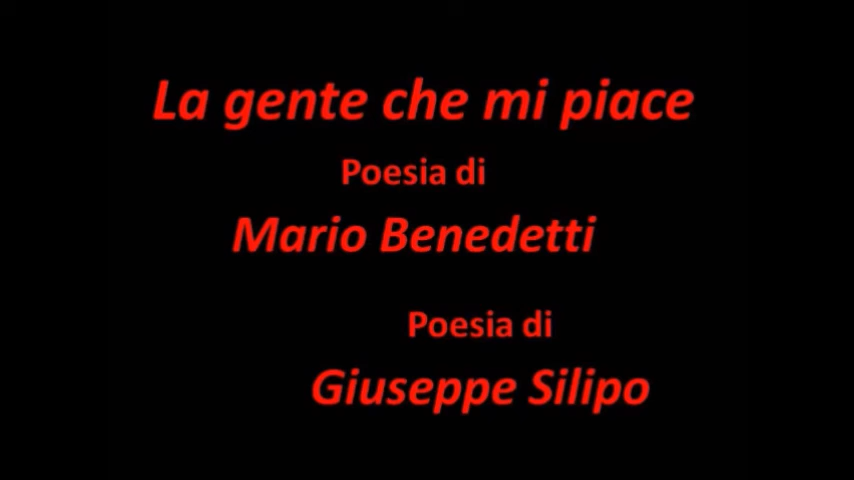 La gente che mi piace
Poesia di
Mario Benedetti
Poesia di
Giuseppe Silipo